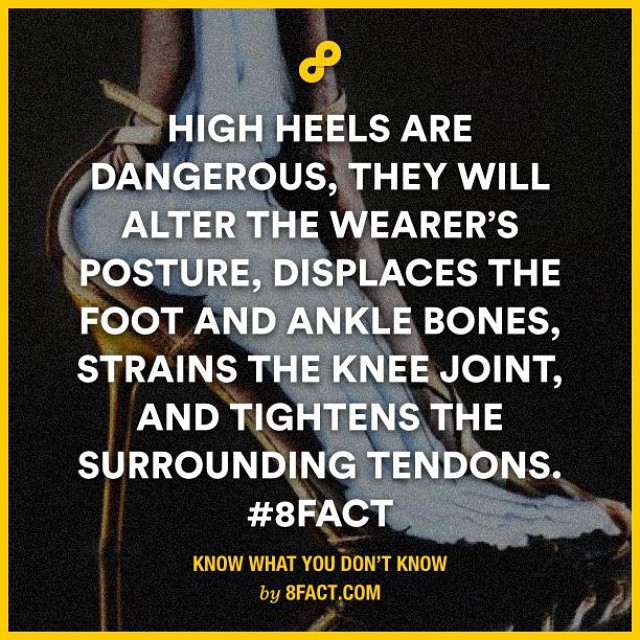 HIGH HEELS ARE
DANGEROUS, THEY WILL
ALTER THE WEARER’S
POSTURE, DISPLACES THE
FOOT AND ANKLE BONES,
STRAINS THE KNEE JOINT,
AND TIGHTENS THE
SURROUNDING TENDONS.
#8FACT
KNOW WHAT YOU DON’T KNOW
by 8FACT.COM